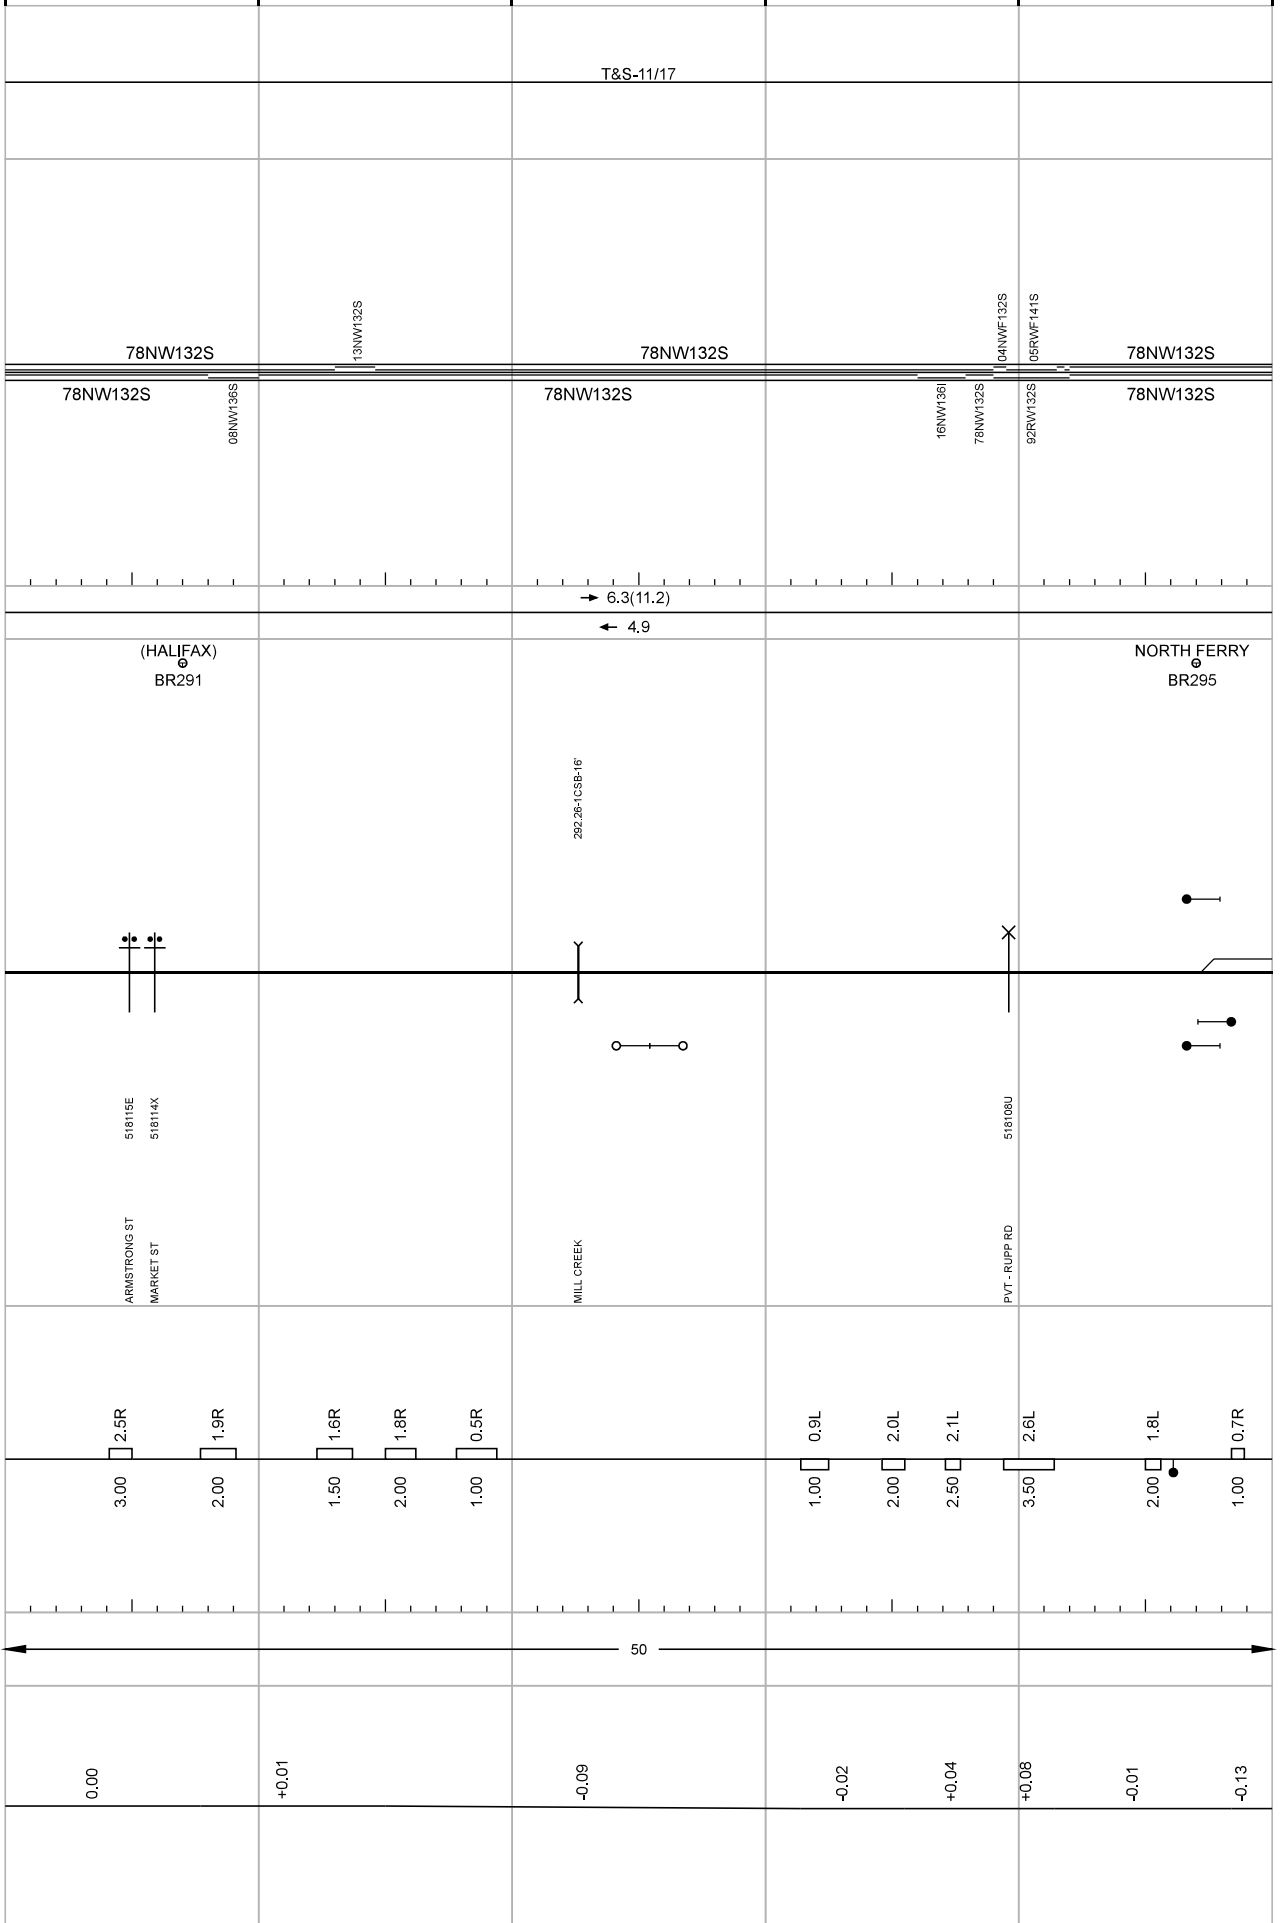 T&S-11/17
13NW132S
04NWF132S
05RWF141S
78NW132S
78NW132S
78NW132S
78NW132S
78NW132S
78NW132S
08NW136S
16NW136I
78NW132S
92RW132S
6.3(11.2)
4.9
(HALIFAX)
BR291
NORTH FERRY
BR295
292.26-1CSB-16'
518115E
518114X
518108U
ARMSTRONG ST
MARKET ST
MILL CREEK
PVT - RUPP RD
2.5R
1.9R
1.6R
1.8R
0.5R
0.9L
2.0L
2.1L
2.6L
1.8L
0.7R
3.00
2.00
1.50
2.00
1.00
1.00
2.00
2.50
3.50
2.00
1.00
50
0.00
+0.01
-0.09
-0.02
+0.04
+0.08
-0.01
-0.13